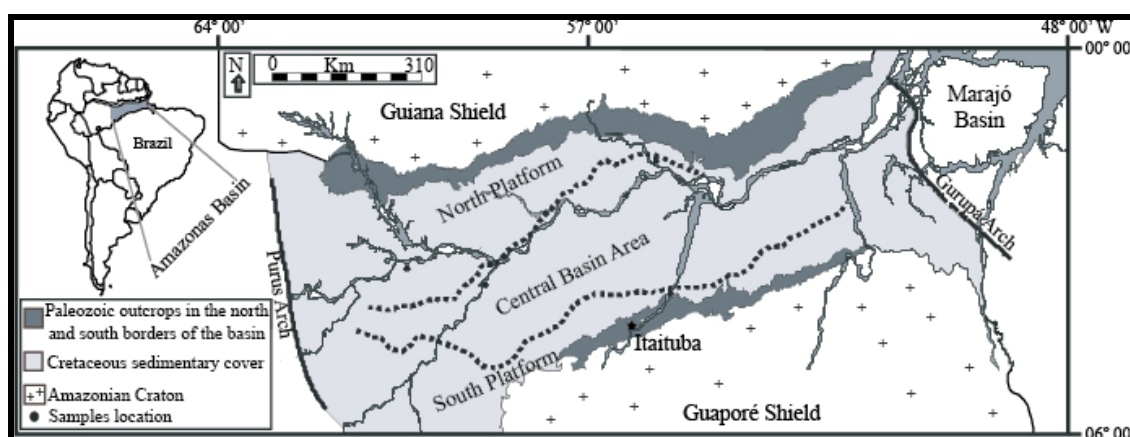 64° 00’
57° 00’
48° 00’ W
00° 00’
N
0 Km 310
Guiana Shield
Marajó
Basin
Brazil
Amazonas Basin
North Platform
Gurupa Arch
Purus Arch
Central Basin Area
Paleozoic outcrops in the north
and south borders of the basin
Cretaceous sedimentary cover
Amazonian Craton
Samples location
Itaituba
South Platform
Guaporé Shield
06° 00